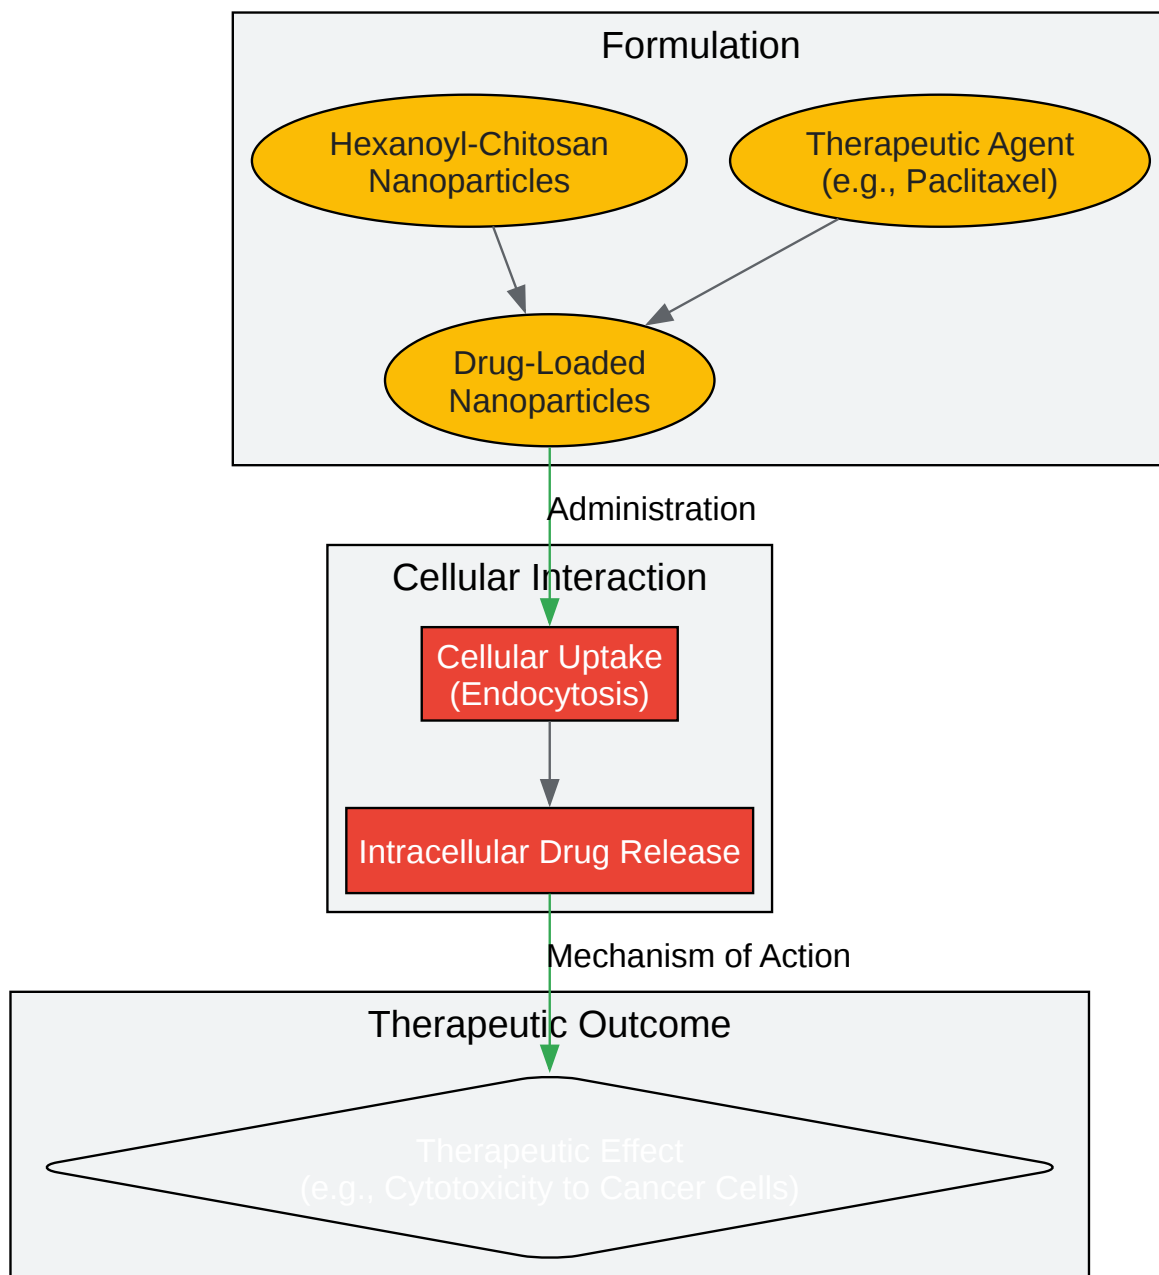 Formulation
Hexanoyl-Chitosan
Nanoparticles
Therapeutic Agent
(e.g., Paclitaxel)
Drug-Loaded
Nanoparticles
Administration
Cellular Interaction
Cellular Uptake
(Endocytosis)
Intracellular Drug Release
Mechanism of Action
Therapeutic Outcome
Therapeutic Effect
(e.g., Cytotoxicity to Cancer Cells)